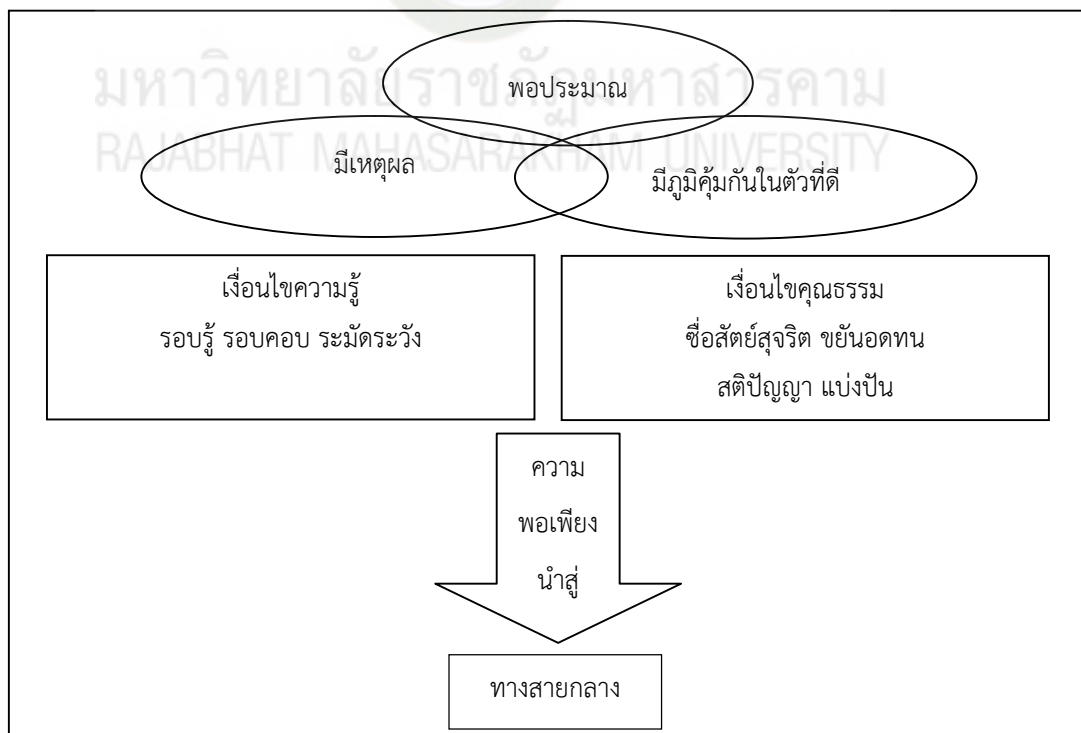 มหาวิทยาลัยราชภัฏมหาสารคาม
RAJABHAT MAHASARAKHAM UNIVERSITY
พอประมาณ
มีเหตุผล
มีภูมิคุ้มกันในตัวที่ดี
เงื่อนไขความรู้
รอบรู้ รอบคอบ ระมัดระวัง
เงื่อนไขคุณธรรม
ซื่อสัตย์สุจริต ขยันอดทน
สติปัญญา แบ่งปัน
ความ
พอเพียง
นำสู่
ทางสายกลาง